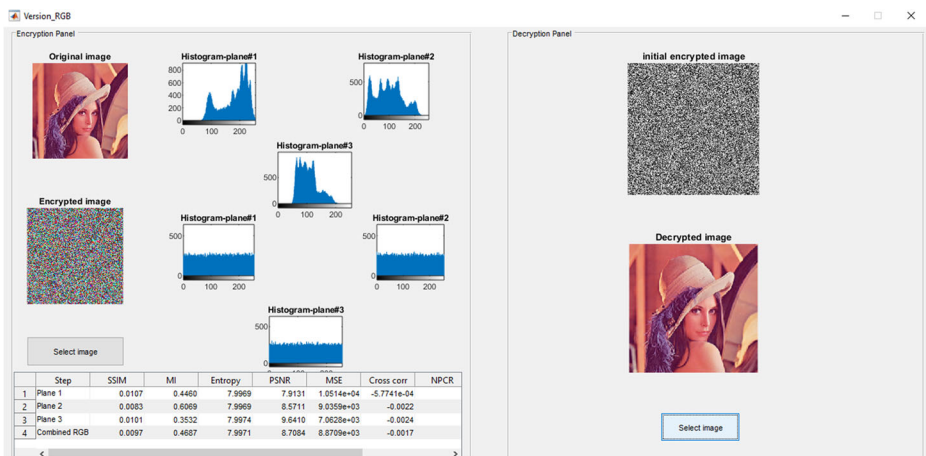 Version_RGB
Encryption Panel
Original image
Histogram-plane#1
800
600
400
200
0
0 100 200
Histogram-plane#2
500
0
0 100 200
Histogram-plane#3
500
0
0 100 200
Encrypted image
Histogram-plane#1
500
0
0 100 200
Histogram-plane#2
500
0
0 100 200
Histogram-plane#3
500
0
Select image
Step SSIM MI Entropy PSNR MSE Cross corr NPCR
1 Plane 1 0.0107 0.4460 7.9969 7.9131 1.0514e+04 -5.7741e-04
2 Plane 2 0.0083 0.6069 7.9969 8.5711 9.0359e+03 -0.0022
3 Plane 3 0.0101 0.3532 7.9974 9.6410 7.0628e+03 -0.0024
4 Combined RGB 0.0097 0.4687 7.9971 8.7084 8.8709e+03 -0.0017
Decryption Panel
initial encrypted image
Decrypted image
Select image